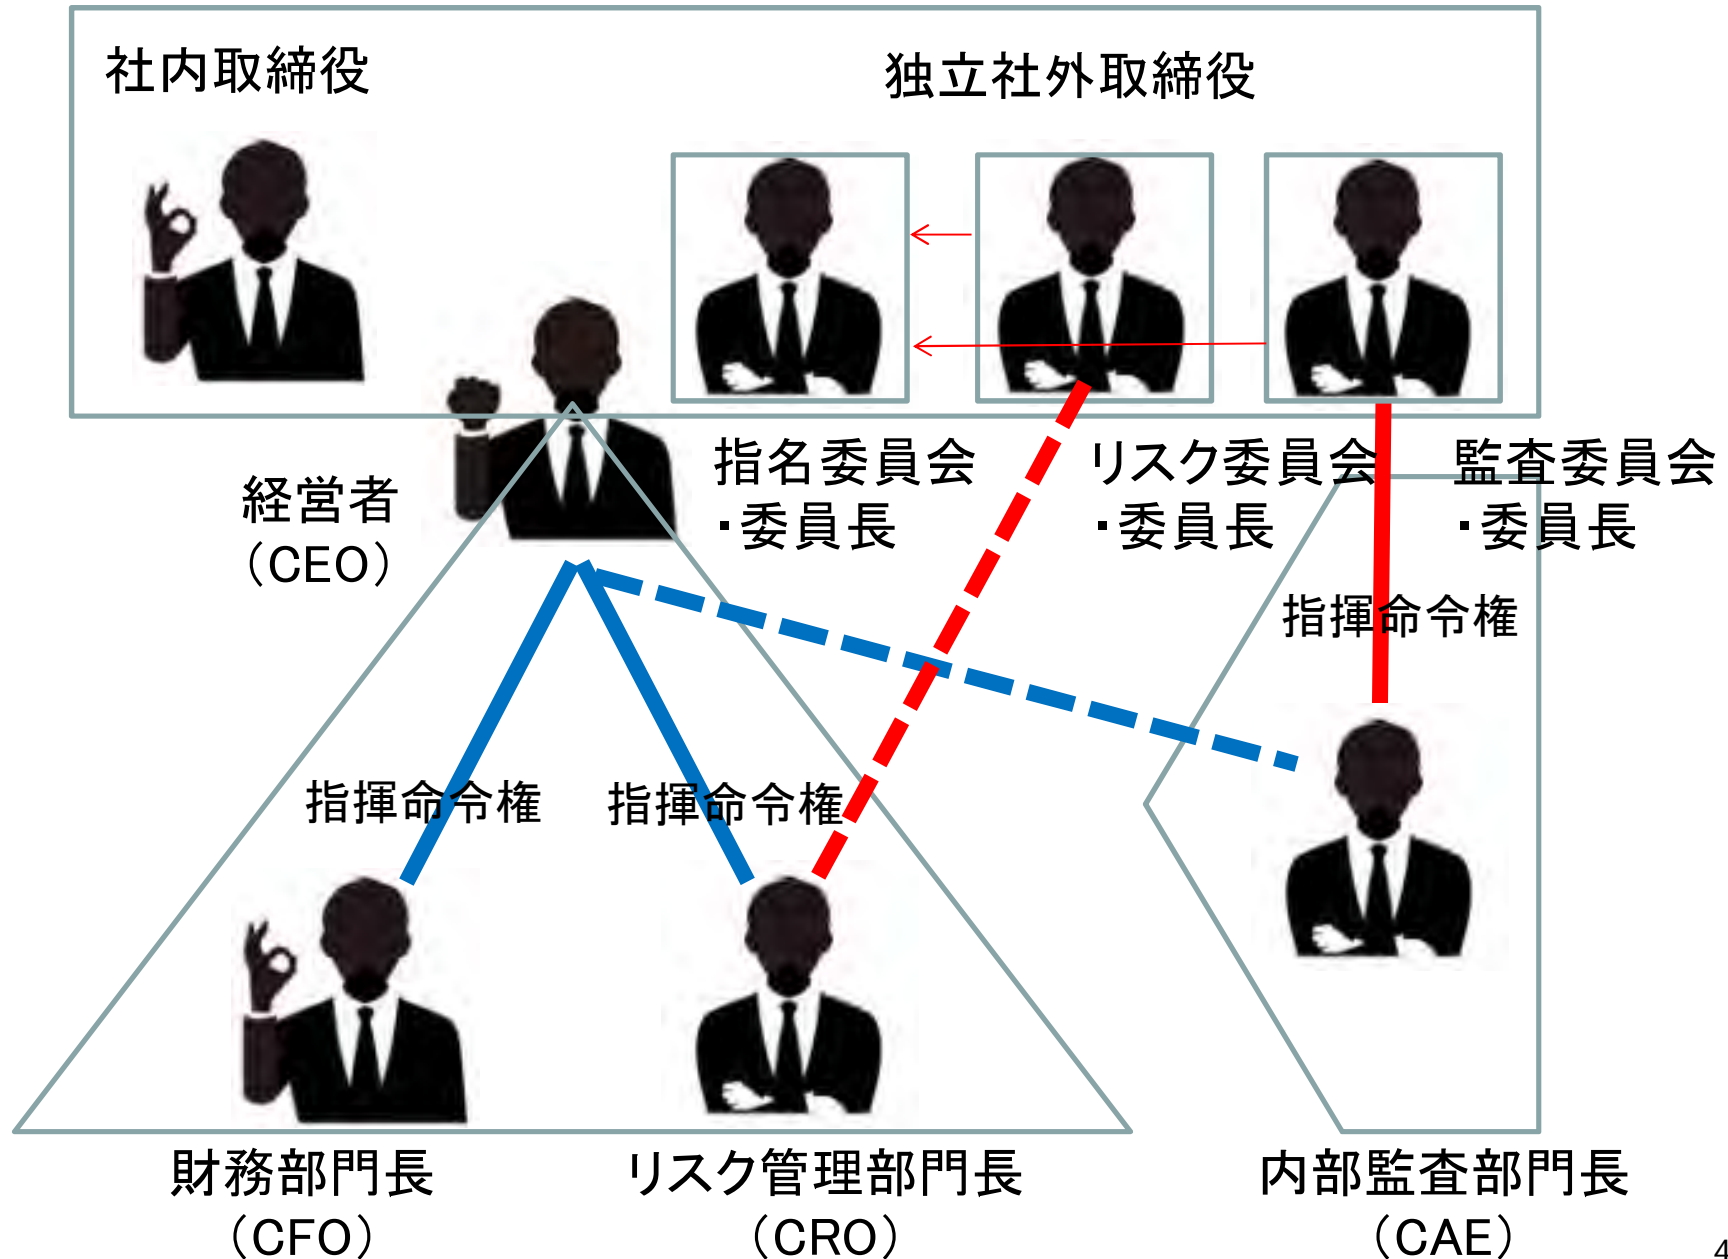 社内取締役
独立社外取締役
経営者
（CEO）
指名委員会
・委員長
リスク委員会
・委員長
監査委員会
・委員長
指揮命令権
指揮命令権
指揮命令権
財務部門長
（CFO）
リスク管理部門長
（CRO）
内部監査部門長
（CAE）
4